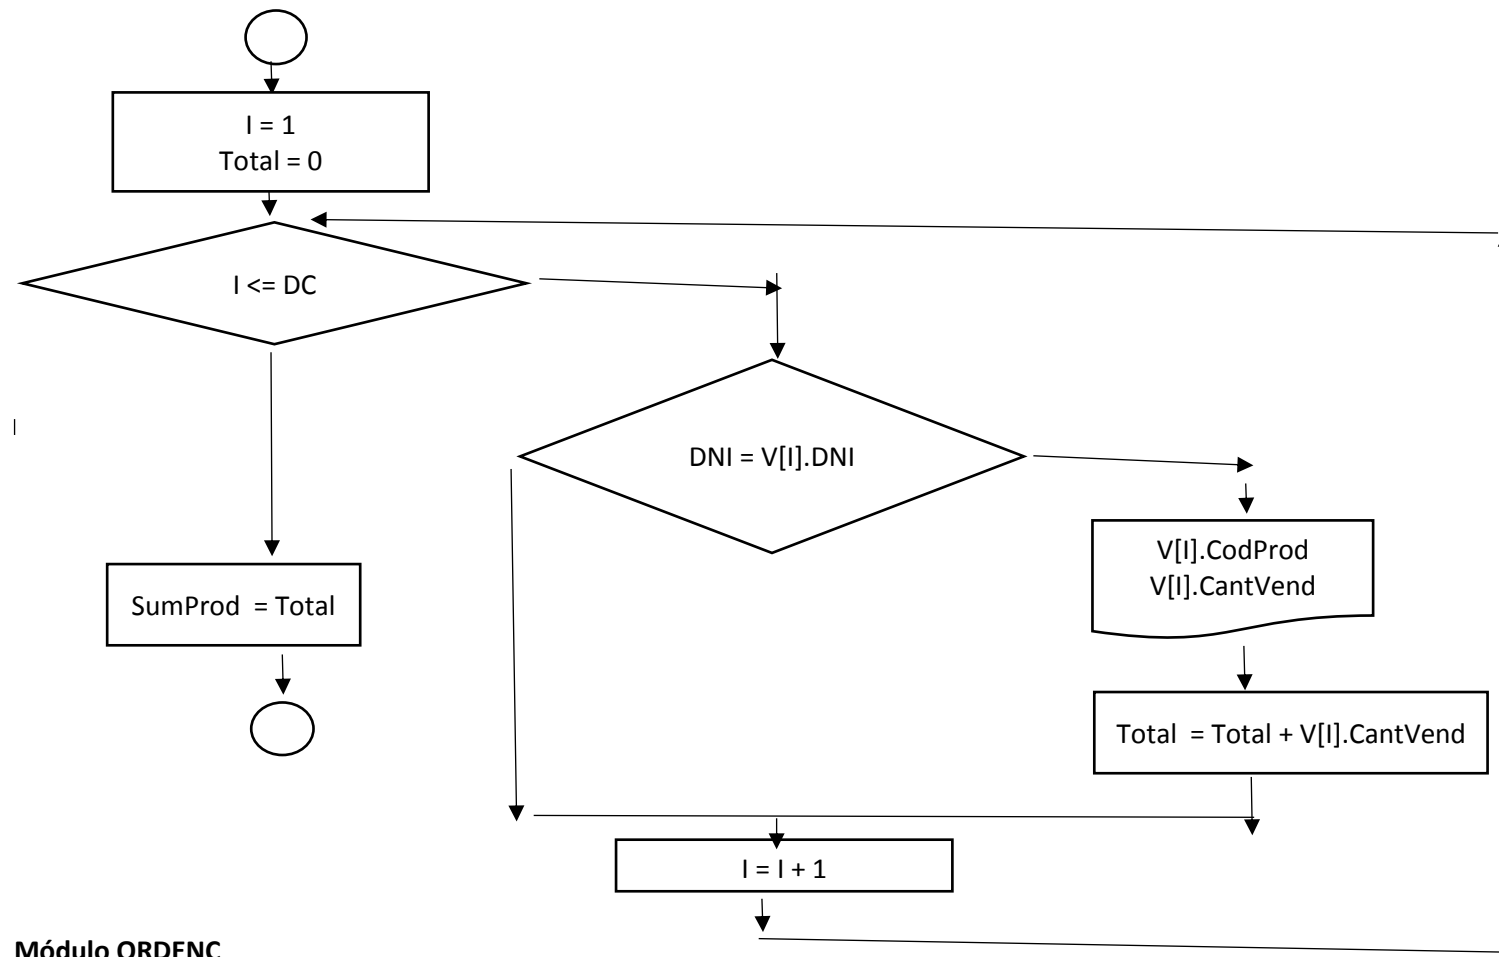 I = 1
Total = 0
I <= DC
DNI = V[I].DNI
V[I].CodProd
V[I].CantVend
SumProd = Total
Total = Total + V[I].CantVend
I = I + 1
Módulo ORDENC